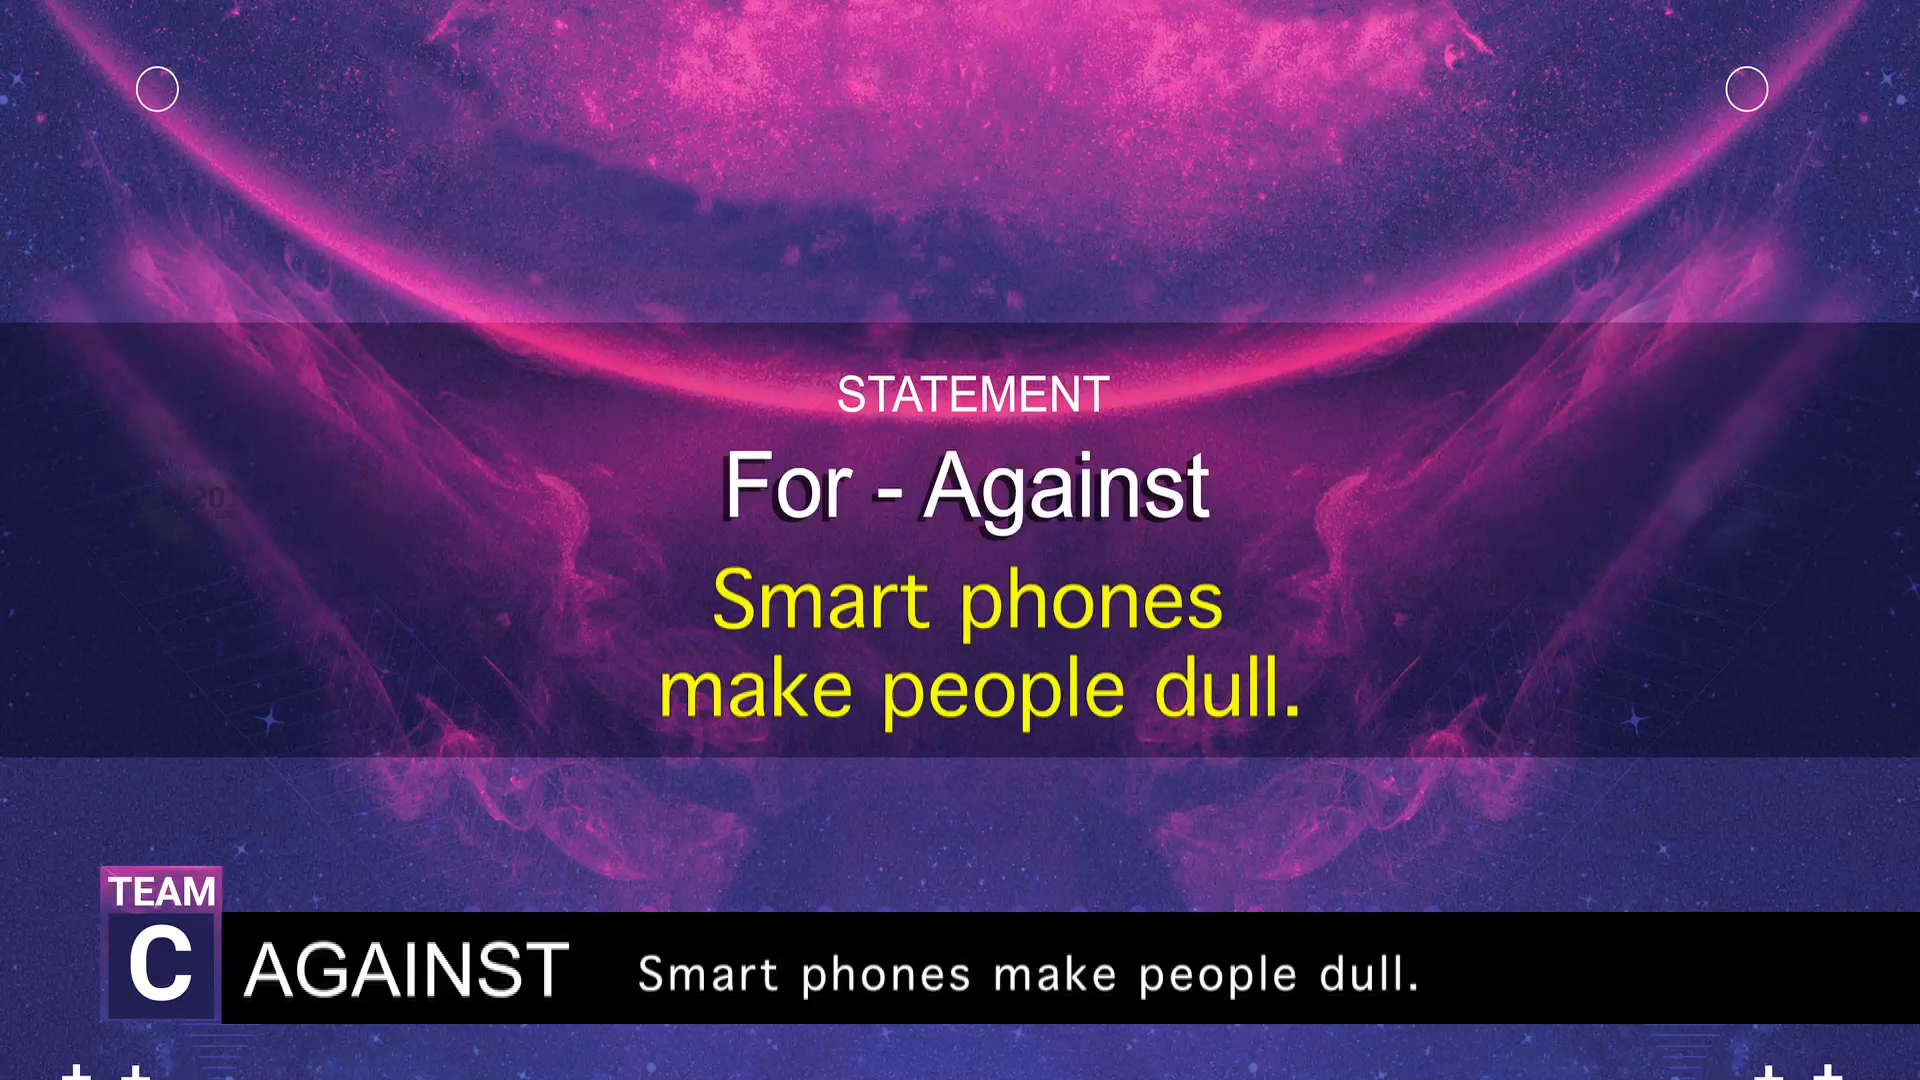 STATEMENT
For - Against
Smart phones
make people dull.
TEAM
C
AGAINST Smart phones make people dull.